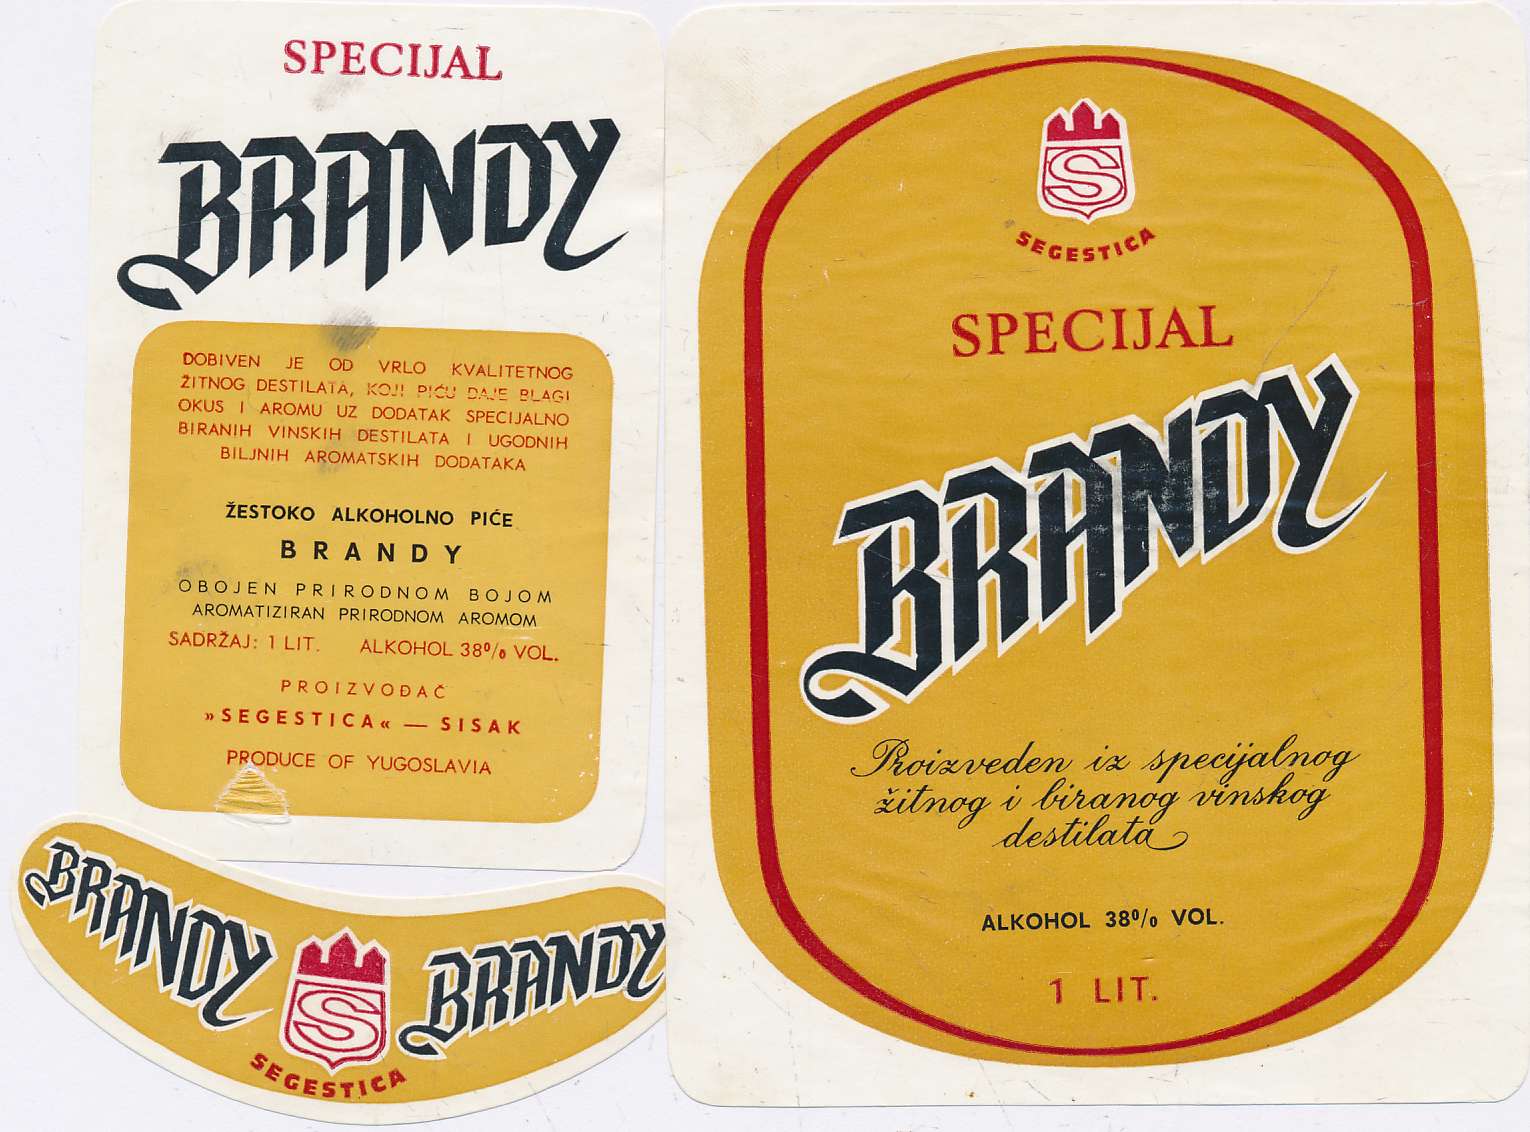 SPECIJAL
BRANDY
DOBIVEN JE OD VRLO KVALITETNOG
ŽITNOG DESTILATA, KOJI PIĆU DAJE BLAGI
OKUS I AROMU UZ DODATAK SPECIJALNO
BIRANIH VINSKIH DESTILATA I UGODNIH
BILJNIH AROMATSKIH DODATAKA
ŽESTOKO ALKOHOLNO PIĆE
BRANDY
OBOJEN PRIRODNOM BOJOM
AROMATIZIRAN PRIRODNOM AROMOM
SADRŽAJ: 1 LIT. ALKOHOL 38% VOL.
PROIZVOĐAČ
»SEGESTICA« — SISAK
PRODUCE OF YUGOSLAVIA
BRANDY
S
SEGESTICA
BRANDY
S
SEGESTICA
SPECIJAL
BRANDY
Proizveden iz specijalnog
žitnog i biranog vinskog
destilata
ALKOHOL 38% VOL.
1 LIT.